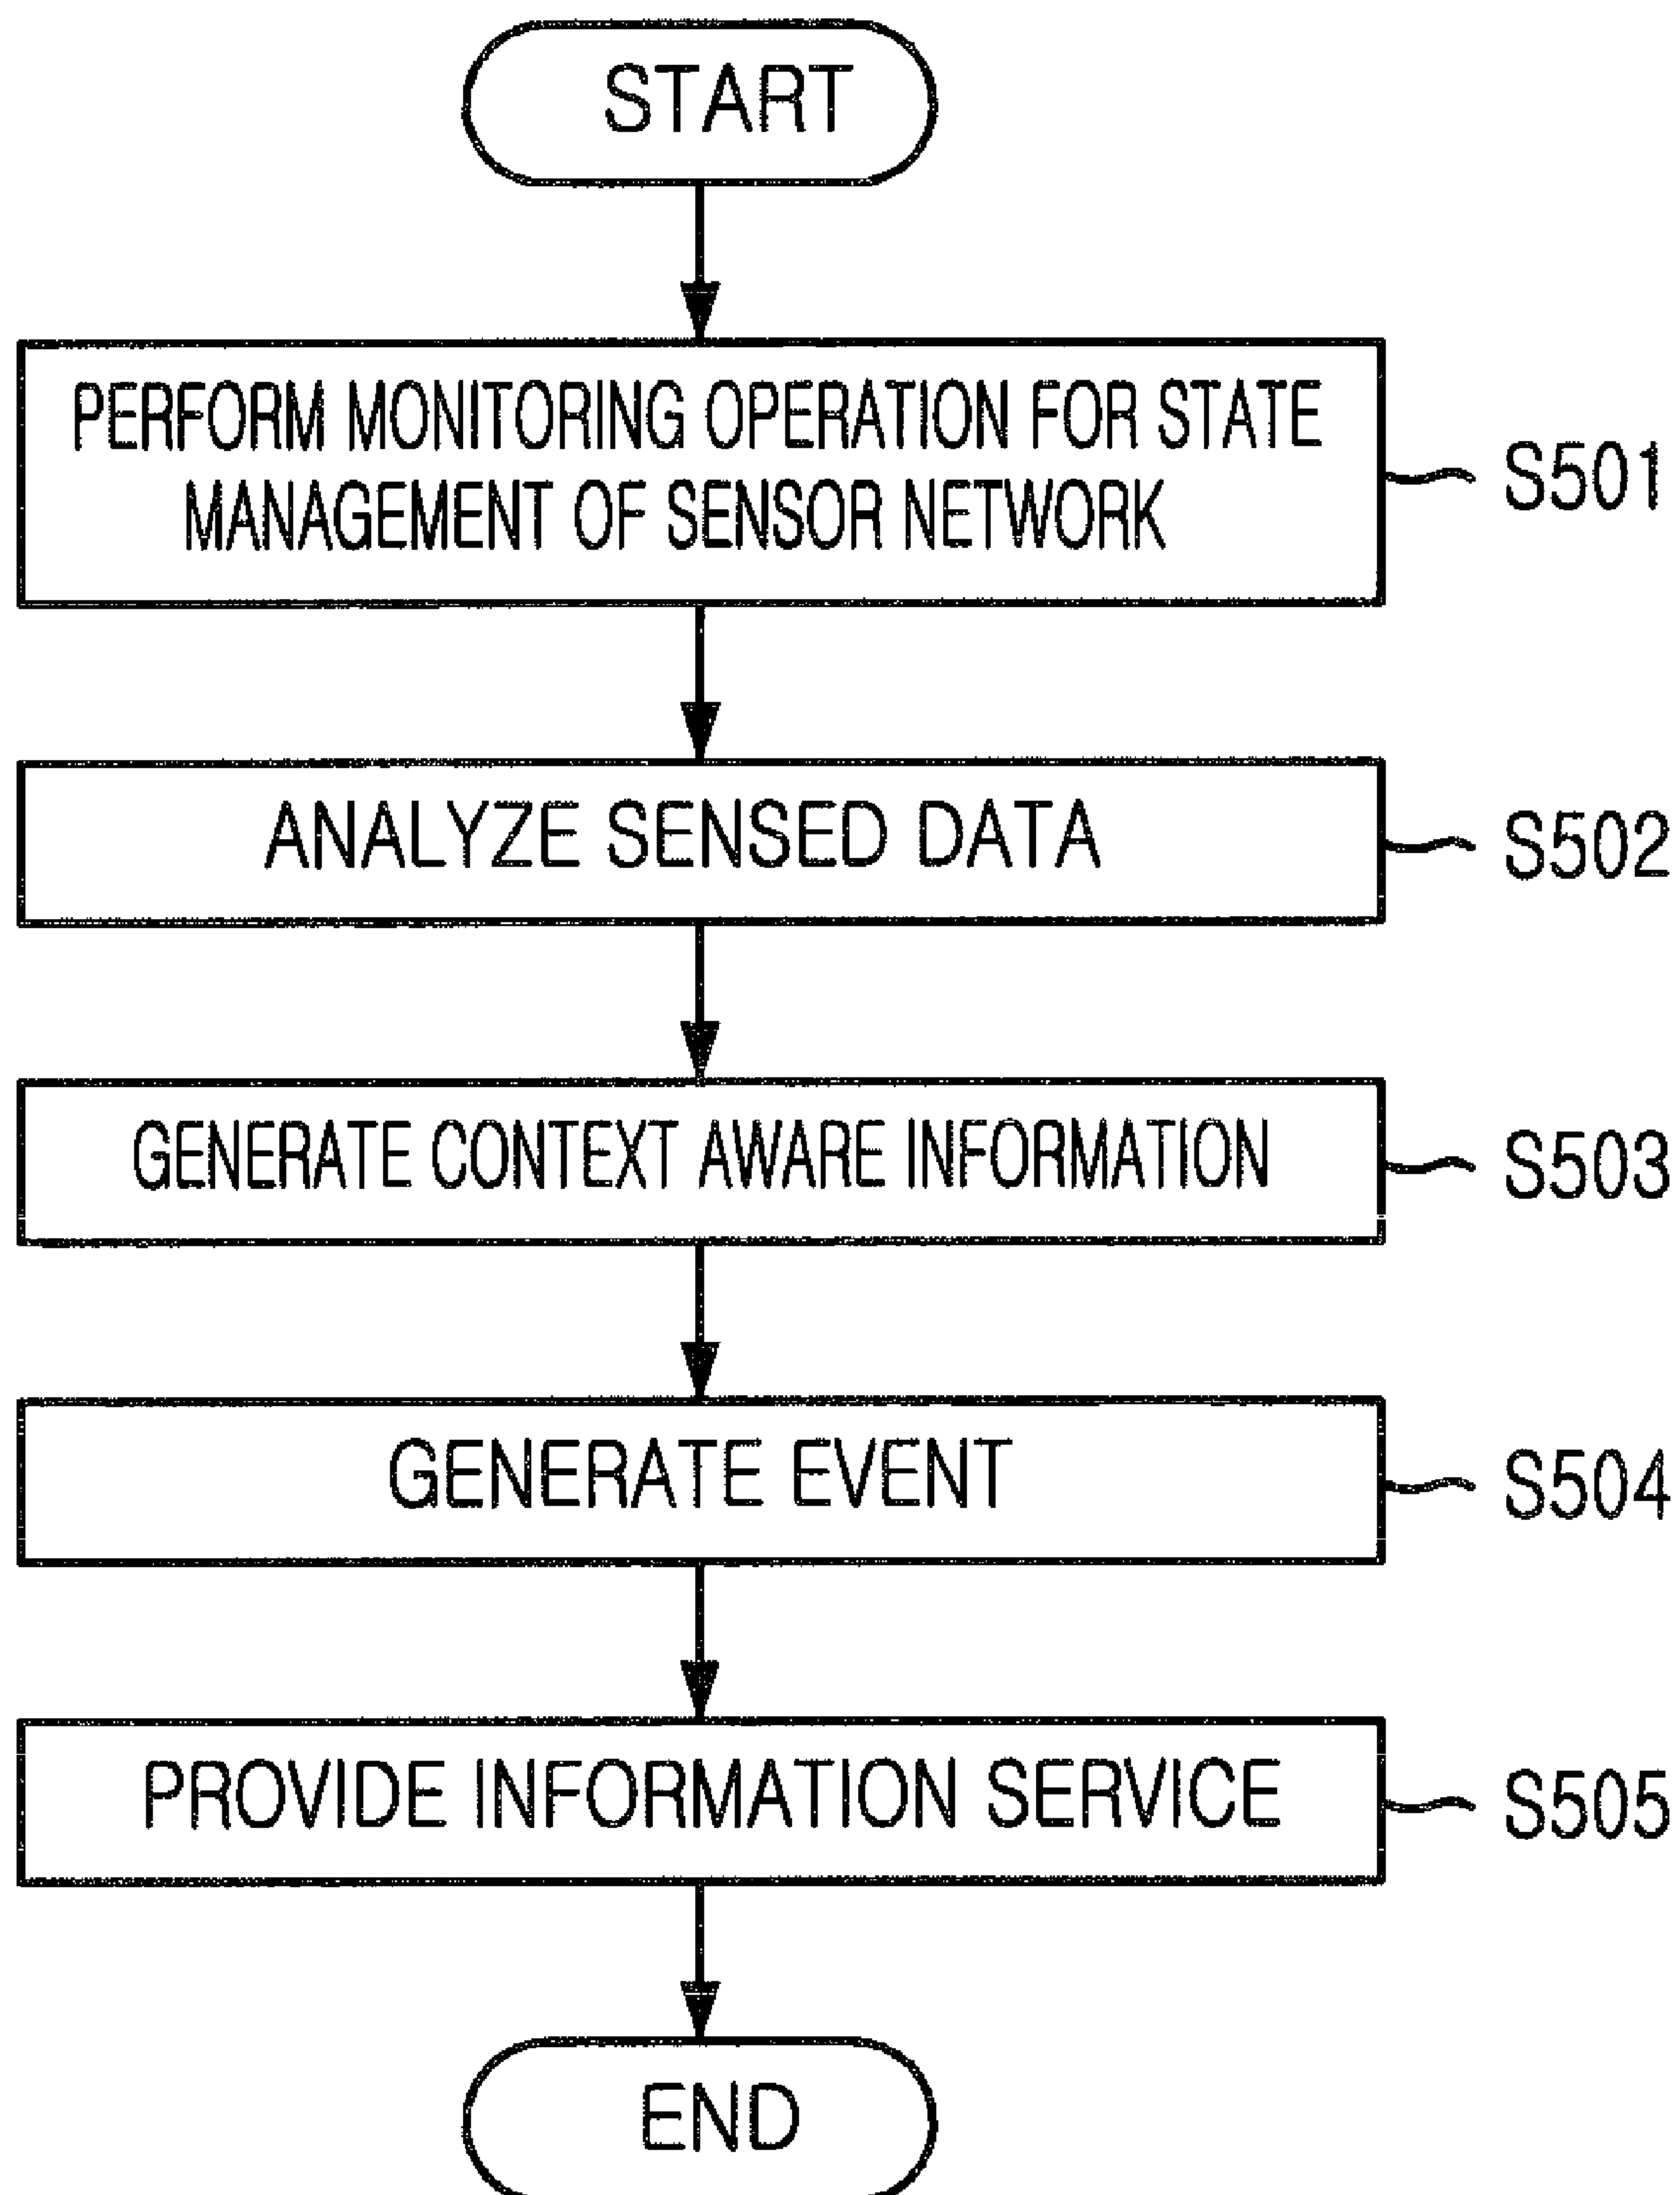 START
PERFORM MONITORING OPERATION FOR STATE
MANAGEMENT OF SENSOR NETWORK
S501
ANALYZE SENSED DATA
S502
GENERATE CONTEXT AWARE INFORMATION
S503
GENERATE EVENT
S504
PROVIDE INFORMATION SERVICE
S505
END